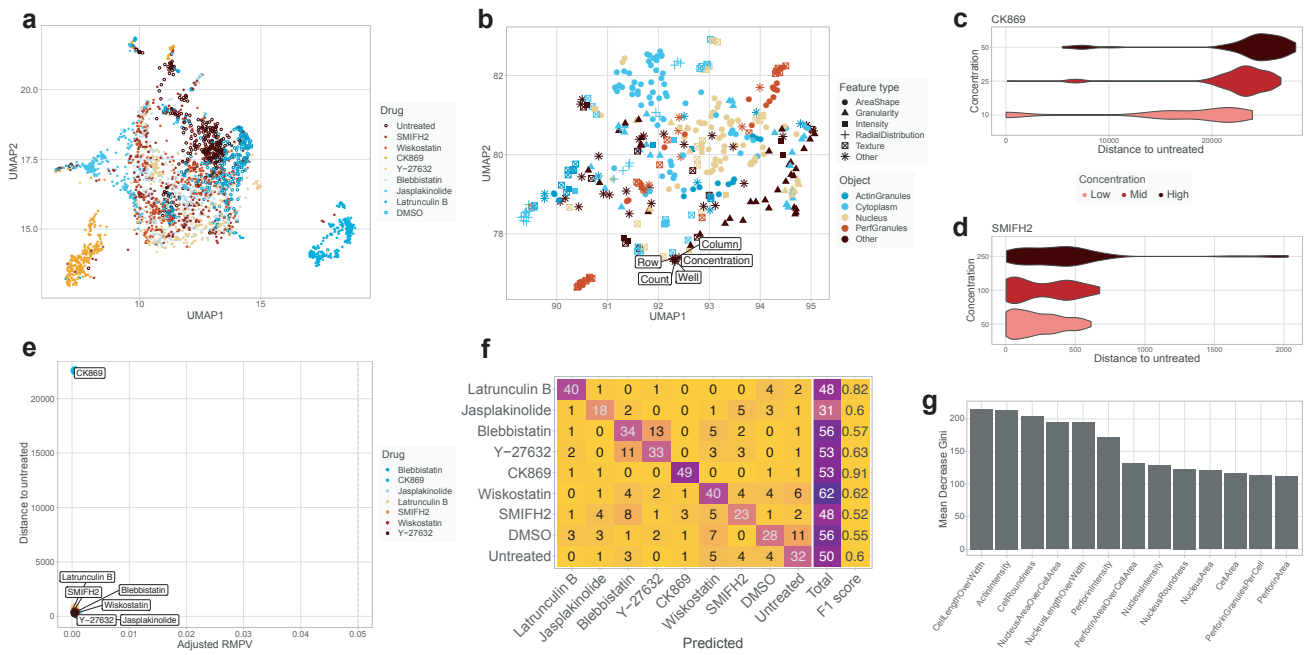 a
20.0
17.5
15.0
UMAP2
10
15
UMAP1
Drug
Untreated
SMIFH2
Wiskostatin
CK869
Y−27632
Blebbistatin
Jasplakinolide
Latrunculin B
DMSO
b
82
80
78
UMAP2
90
91
92
93
94
95
UMAP1
Row
Column
Concentration
Count
Well
Feature type
AreaShape
Granularity
Intensity
RadialDistribution
Texture
Other
Object
ActinGranules
Cytoplasm
Nucleus
PerfGranules
Other
c
CK869
50
25
10
Concentration
0
10000
20000
Distance to untreated
Concentration
Low
Mid
High
d
SMIFH2
250
100
50
Concentration
0
500
1000
1500
2000
Distance to untreated
e
CK869
20000
15000
10000
5000
0
Distance to untreated
Latrunculin B
SMIFH2
Blebbistatin
Wiskostatin
Y−27632
Jasplakinolide
0.00
0.01
0.02
0.03
0.04
0.05
Adjusted RMPV
Drug
Blebbistatin
CK869
Jasplakinolide
Latrunculin B
SMIFH2
Wiskostatin
Y−27632
f
Latrunculin B 40 1 0 1 0 0 0 4 2 48 0.82
Jasplakinolide 1 18 2 0 0 1 5 3 1 31 0.6
Blebbistatin 1 0 34 13 0 5 2 0 1 56 0.57
Y−27632 2 0 11 33 0 3 3 0 1 53 0.63
CK869 1 1 0 0 49 0 0 1 1 53 0.91
Wiskostatin 0 1 4 2 1 40 4 4 6 62 0.62
SMIFH2 1 4 8 1 3 5 23 1 2 48 0.52
DMSO 3 3 1 2 1 7 0 28 11 56 0.55
Untreated 0 1 3 0 1 5 4 4 32 50 0.6
Latrunculin B
Jasplakinolide
Blebbistatin
Y−27632
CK869
Wiskostatin
SMIFH2
DMSO
Untreated
Total
F1 score
Predicted
g
200
150
100
50
0
Mean Decrease Gini
CellLengthOverWidth
ActinIntensity
CellRoundness
NucleusAreaOverCellArea
NucleusLengthOverWidth
PerforinIntensity
PerforinAreaOverCellArea
NucleusIntensity
NucleusRoundness
NucleusArea
CellArea
PerforinGranulesPerCell
PerforinArea